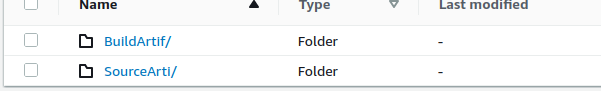 Name Type Last modified
BuildArtif/ Folder -
SourceArti/ Folder -